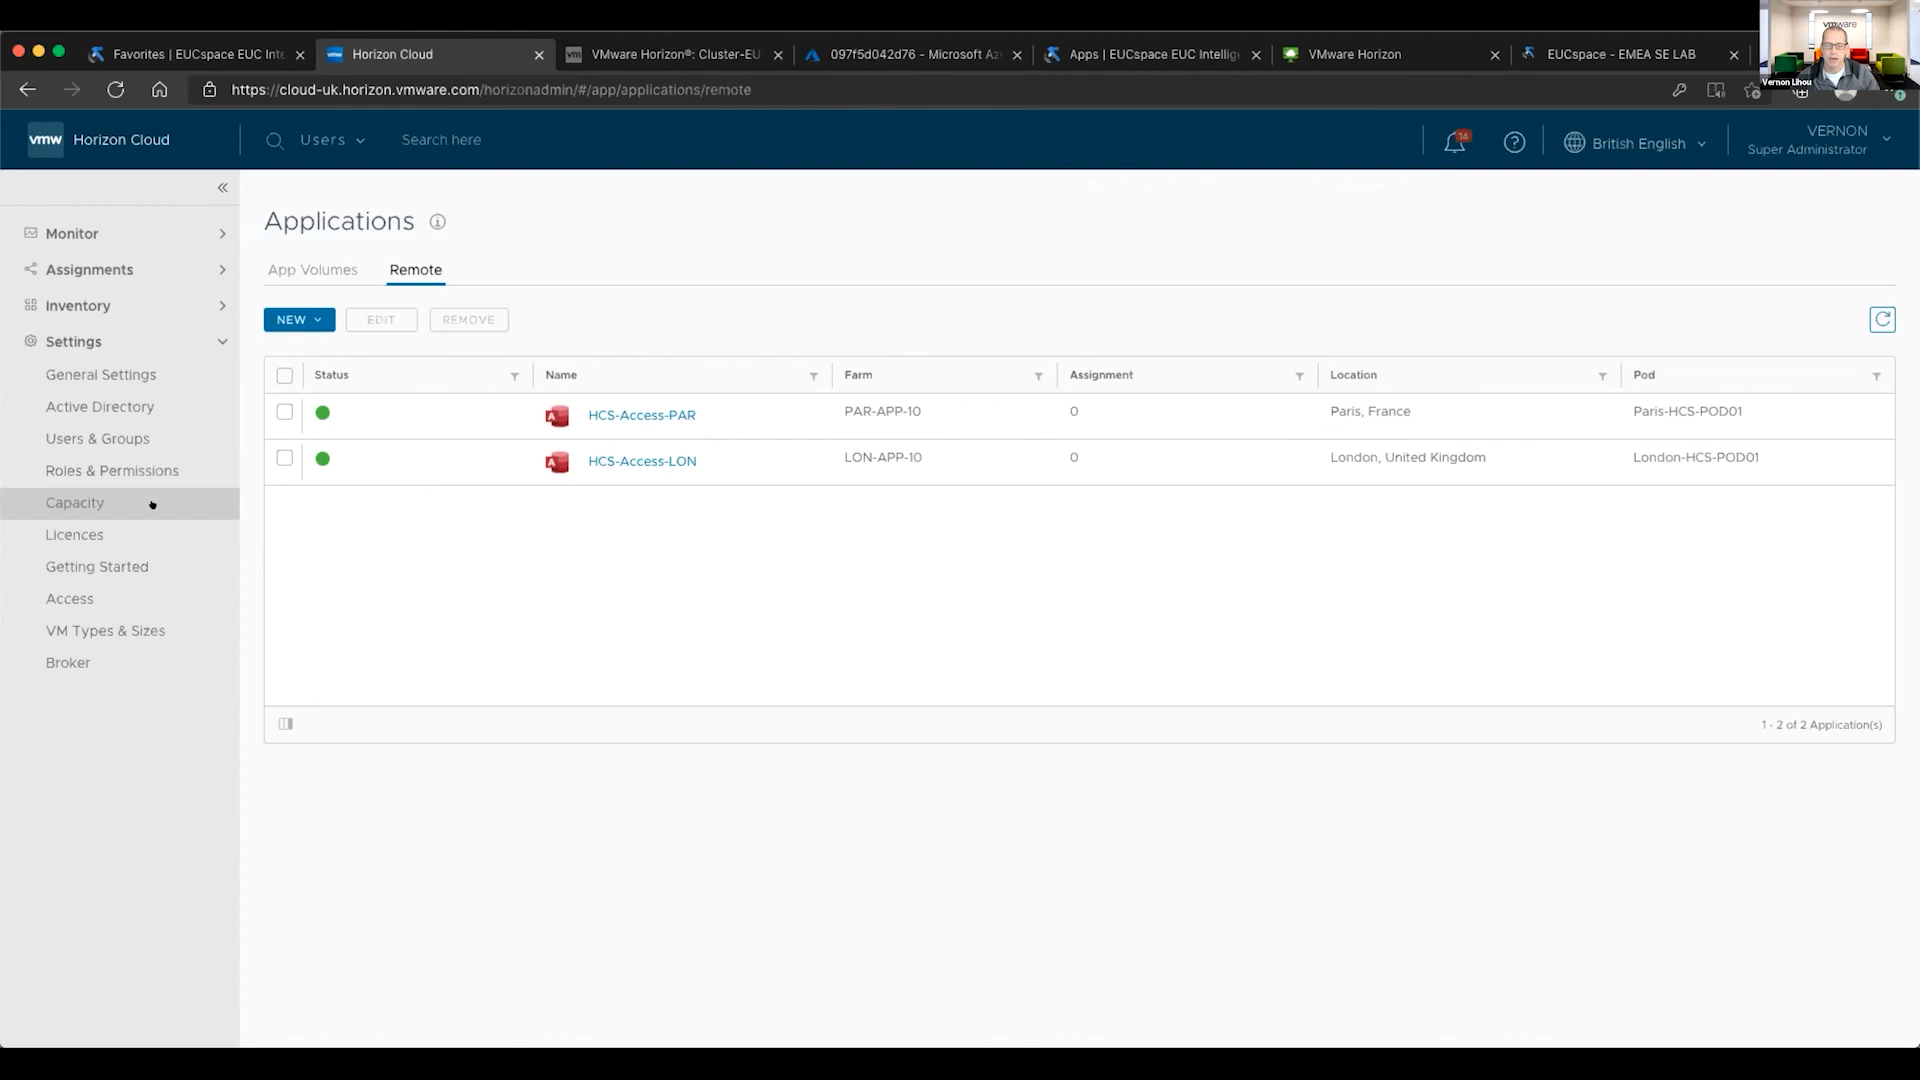 Favorites | EUCspace EUC Inte
Horizon Cloud
VMware Horizon®: Cluster-EU
097f5d042d76 - Microsoft Az
Apps | EUCspace EUC Intellig
VMware Horizon
EUCspace - EMEA SE LAB
vmware
Vernon Lihou
https://cloud-uk.horizon.vmware.com/horizonadmin/#/app/applications/remote
vmw Horizon Cloud
Users
Search here
14
British English
VERNON
Super Administrator
Monitor
Assignments
Inventory
Settings
General Settings
Active Directory
Users & Groups
Roles & Permissions
Capacity
Licences
Getting Started
Access
VM Types & Sizes
Broker
Applications
App Volumes Remote
NEW EDIT REMOVE
Status Name Farm Assignment Location Pod
HCS-Access-PAR PAR-APP-10 0 Paris, France Paris-HCS-POD01
HCS-Access-LON LON-APP-10 0 London, United Kingdom London-HCS-POD01
1 - 2 of 2 Application(s)